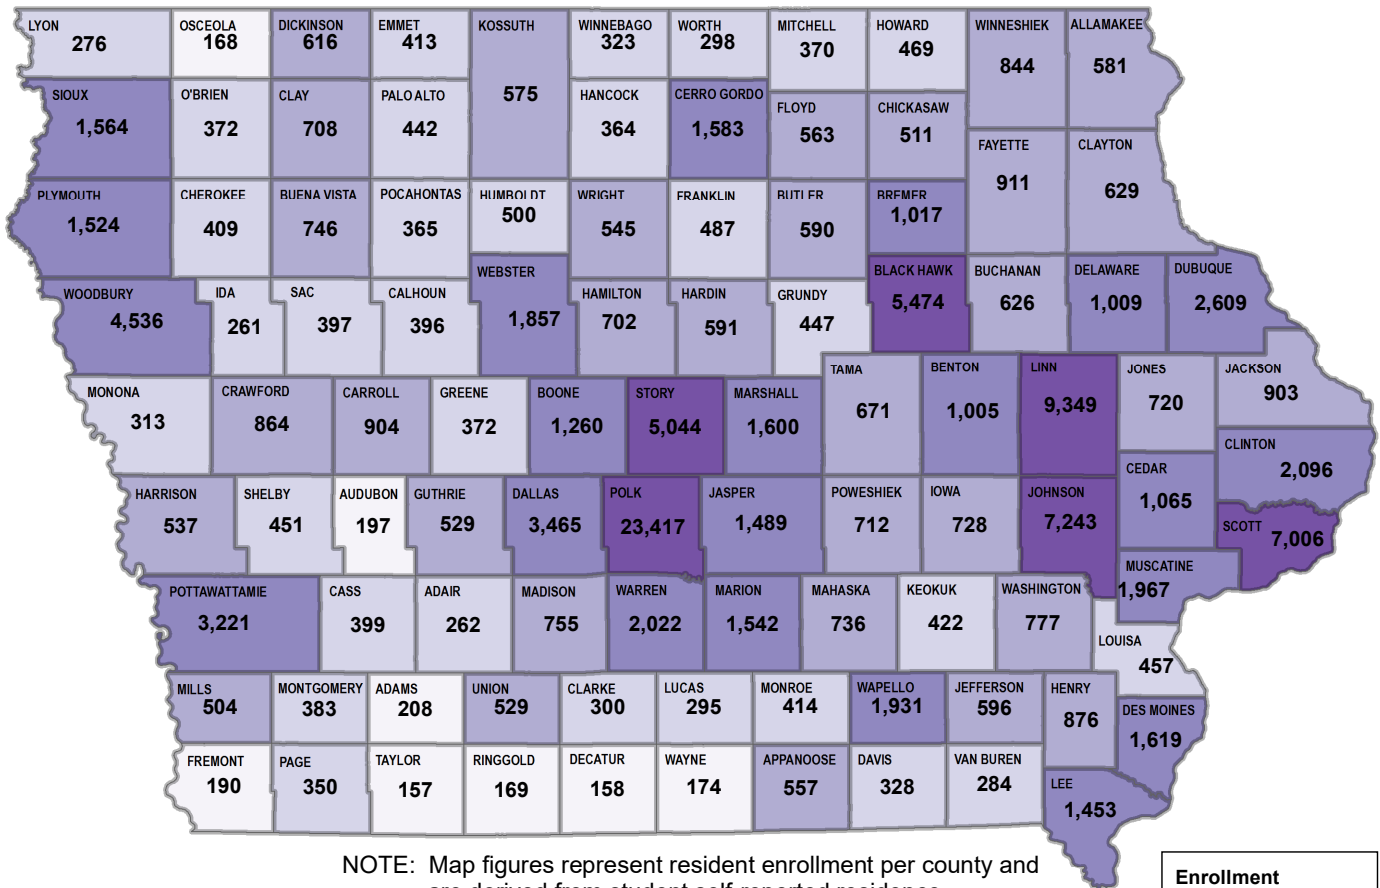 LYON
276
OSCEOLA
168
DICKINSON
616
EMMET
413
KOSSUTH
575
WINNEBAGO
323
WORTH
298
MITCHELL
370
HOWARD
469
WINNESHIEK
844
ALLAMAKEE
581
SIOUX
1,564
O'BRIEN
372
CLAY
708
PALO ALTO
442
HANCOCK
364
CERRO GORDO
1,583
FLOYD
563
CHICKASAW
511
FAYETTE
911
CLAYTON
629
PLYMOUTH
1,524
CHEROKEE
409
BUENA VISTA
746
POCAHONTAS
365
HUMBOLDT
500
WRIGHT
545
FRANKLIN
487
BUTLER
590
BREMER
1,017
WOODBURY
4,536
IDA
261
SAC
397
CALHOUN
396
WEBSTER
1,857
HAMILTON
702
HARDIN
591
GRUNDY
447
BLACK HAWK
5,474
BUCHANAN
626
DELAWARE
1,009
DUBUQUE
2,609
MONONA
313
CRAWFORD
864
CARROLL
904
GREENE
372
BOONE
1,260
STORY
5,044
MARSHALL
1,600
TAMA
671
BENTON
1,005
LINN
9,349
JONES
720
JACKSON
903
CLINTON
2,096
CEDAR
1,065
HARRISON
537
SHELBY
451
AUDUBON
197
GUTHRIE
529
DALLAS
3,465
POLK
23,417
JASPER
1,489
POWESHIEK
712
IOWA
728
JOHNSON
7,243
SCOTT
7,006
MUSCATINE
1,967
POTTAWATTAMIE
3,221
CASS
399
ADAIR
262
MADISON
755
WARREN
2,022
MARION
1,542
MAHASKA
736
KEOKUK
422
WASHINGTON
777
LOUISA
457
MILLS
504
MONTGOMERY
383
ADAMS
208
UNION
529
CLARKE
300
LUCAS
295
MONROE
414
WAPELLO
1,931
JEFFERSON
596
HENRY
876
DES MOINES
1,619
FREMONT
190
PAGE
350
TAYLOR
157
RINGGOLD
169
DECATUR
158
WAYNE
174
APPANOOSE
557
DAVIS
328
VAN BUREN
284
LEE
1,453
NOTE: Map figures represent resident enrollment per county and
are derived from student self-reported residence
Enrollment